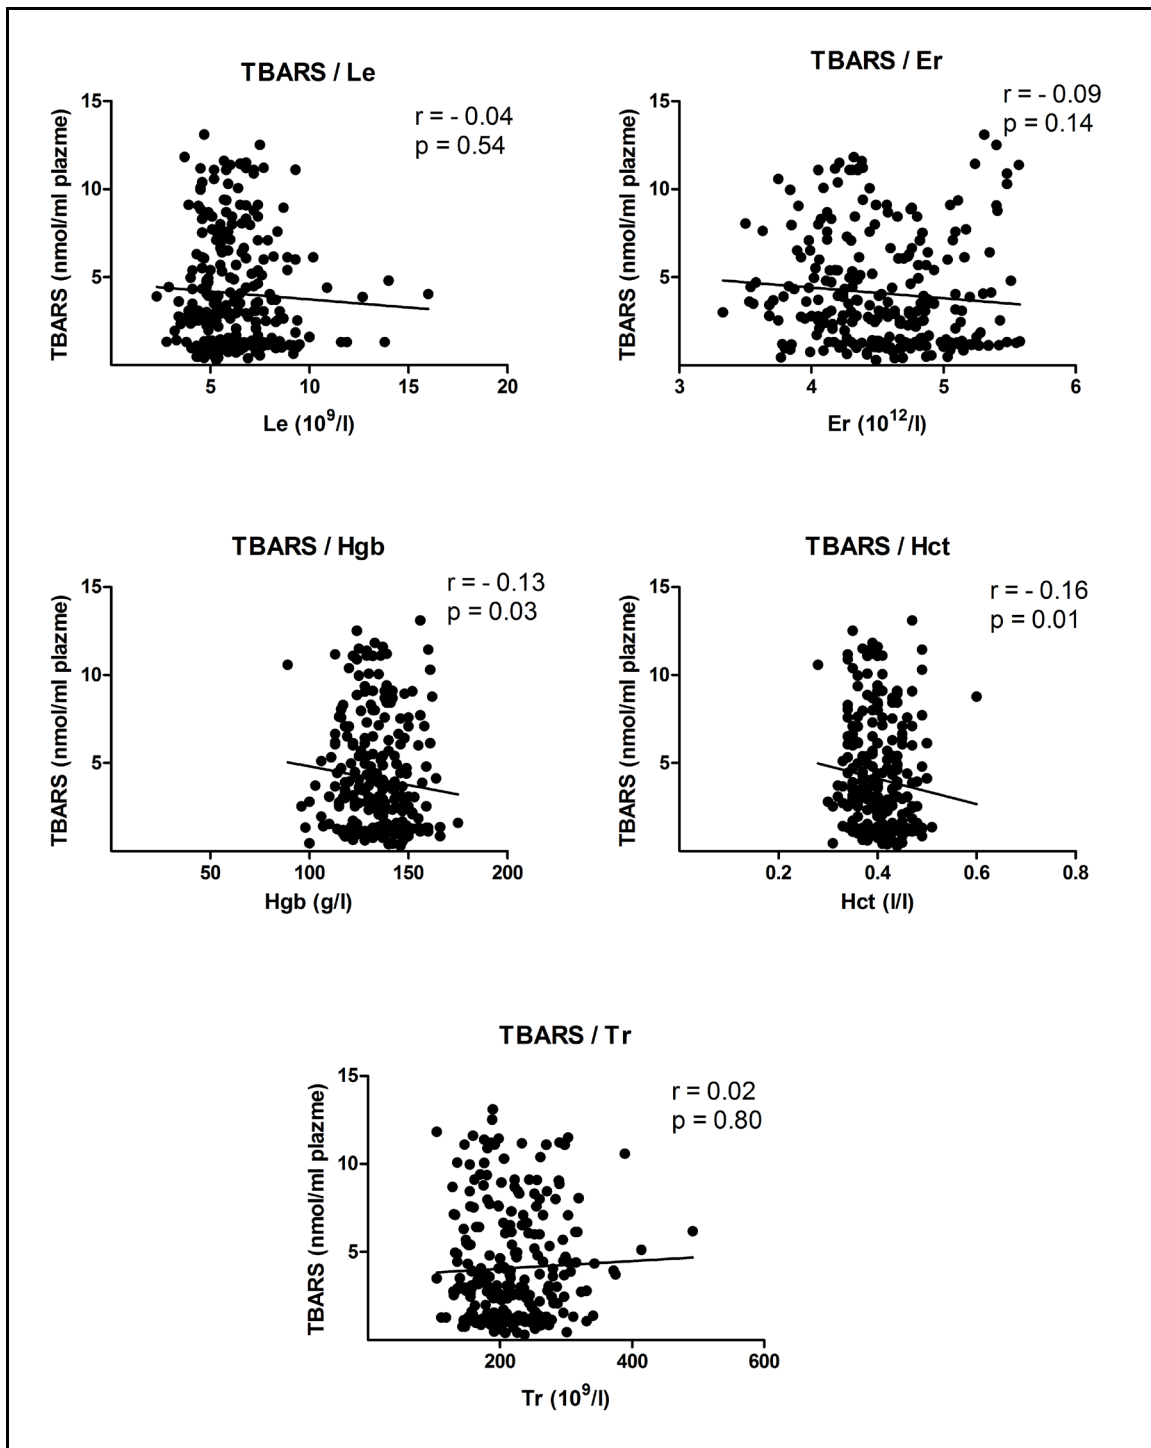 TBARS / Le
r = - 0.04
p = 0.54
TBARS (nmol/ml plazme)
15
10
5
5 10 15 20
Le (10⁹/l)
TBARS / Er
r = - 0.09
p = 0.14
TBARS (nmol/ml plazme)
15
10
5
3 4 5 6
Er (10¹²/l)
TBARS / Hgb
r = - 0.13
p = 0.03
TBARS (nmol/ml plazme)
15
10
5
50 100 150 200
Hgb (g/l)
TBARS / Hct
r = - 0.16
p = 0.01
TBARS (nmol/ml plazme)
15
10
5
0.2 0.4 0.6 0.8
Hct (l/l)
TBARS / Tr
r = 0.02
p = 0.80
TBARS (nmol/ml plazme)
15
10
5
200 400 600
Tr (10⁹/l)